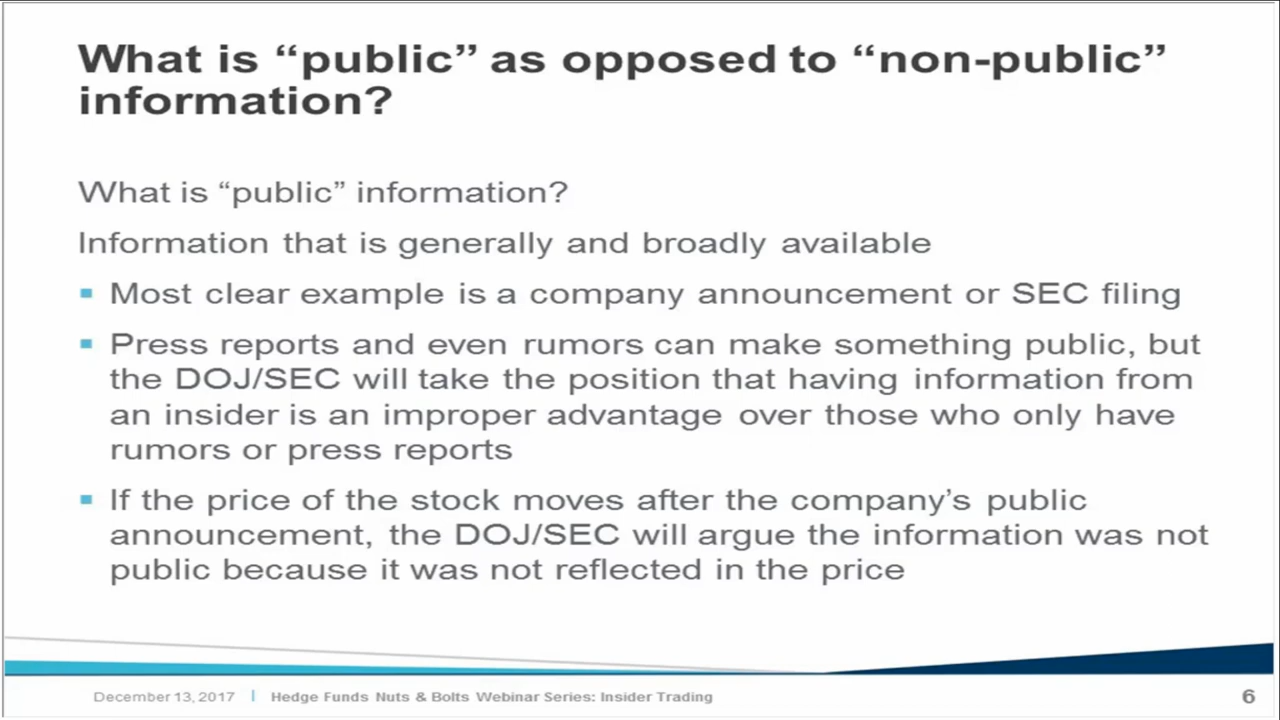 What is “public” as opposed to “non-public”
information?
What is “public” information?
Information that is generally and broadly available
Most clear example is a company announcement or SEC filing
Press reports and even rumors can make something public, but
the DOJ/SEC will take the position that having information from
an insider is an improper advantage over those who only have
rumors or press reports
If the price of the stock moves after the company’s public
announcement, the DOJ/SEC will argue the information was not
public because it was not reflected in the price
December 13, 2017 | Hedge Funds Nuts & Bolts Webinar Series: Insider Trading 6